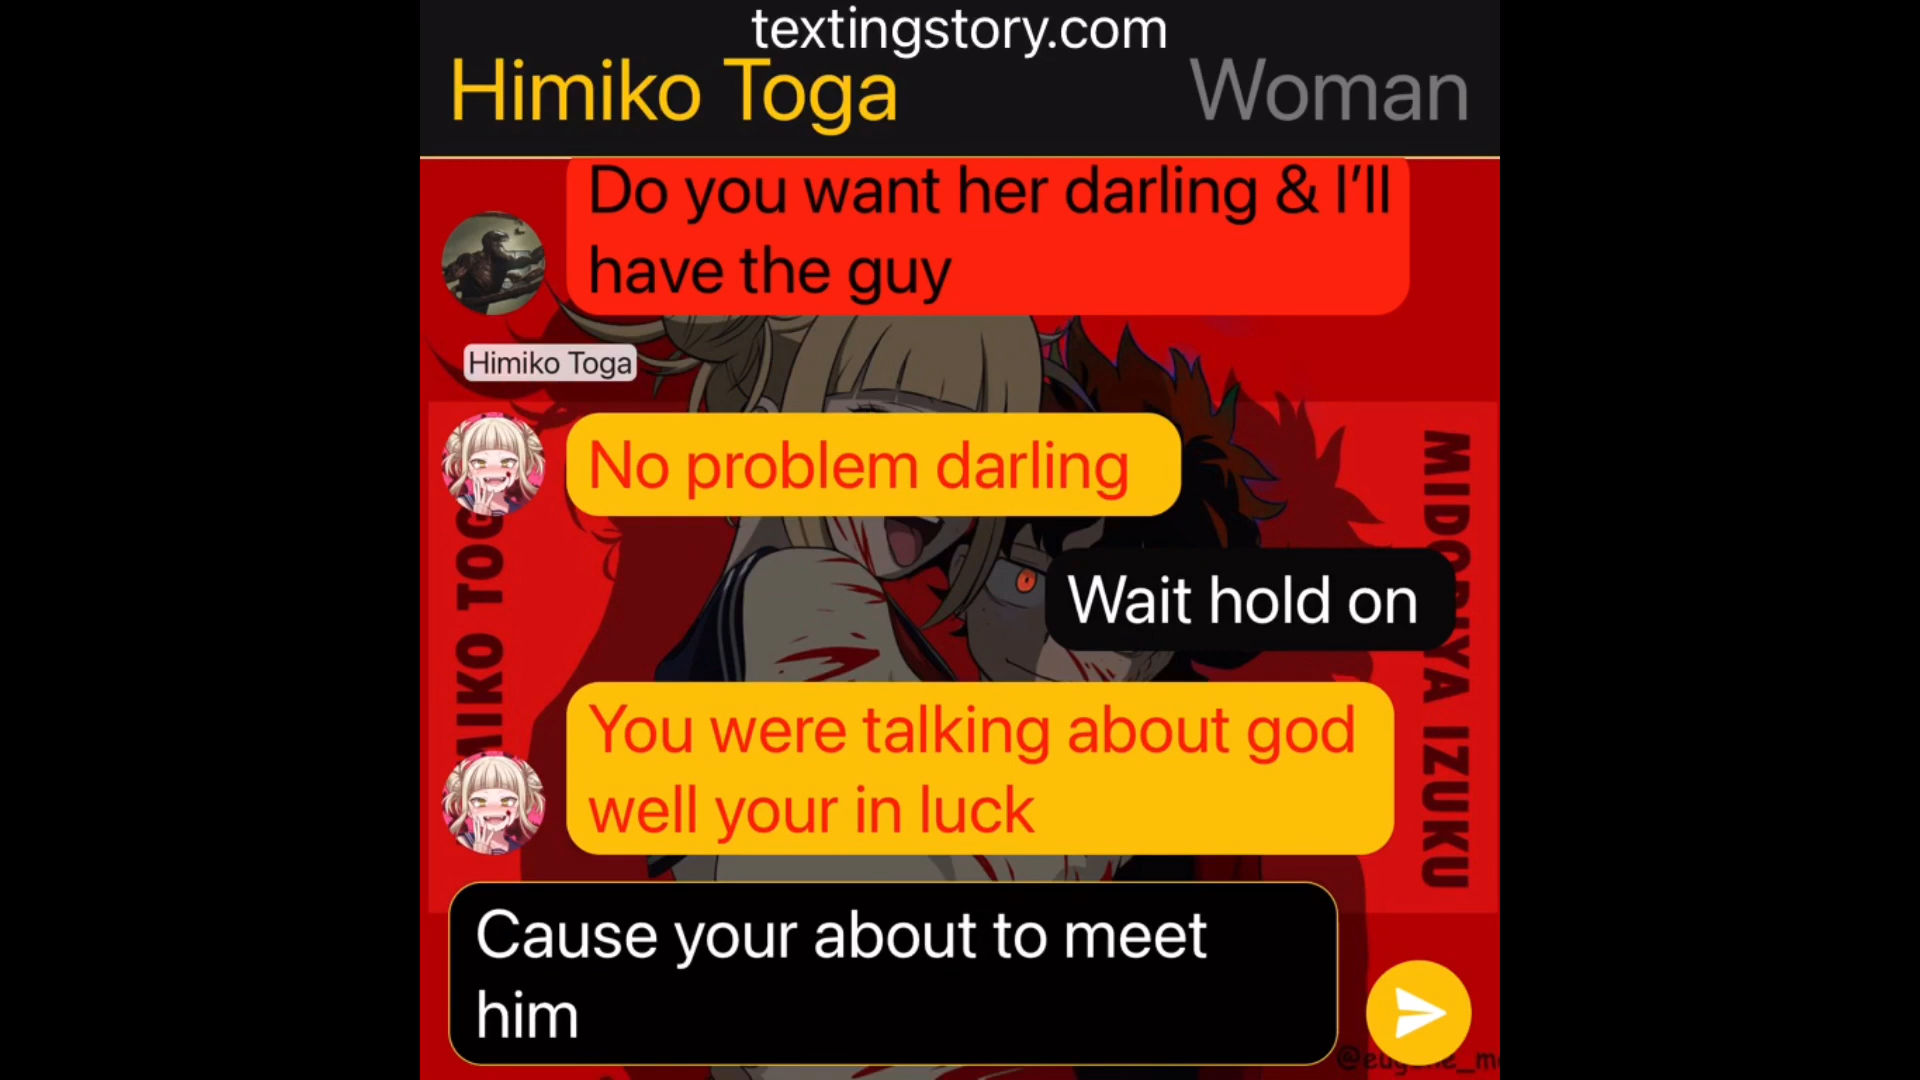 textingstory.com
Himiko Toga
Woman
Do you want her darling & I’ll
have the guy
Himiko Toga
No problem darling
Wait hold on
You were talking about god
well your in luck
Cause your about to meet
him
IZUKU